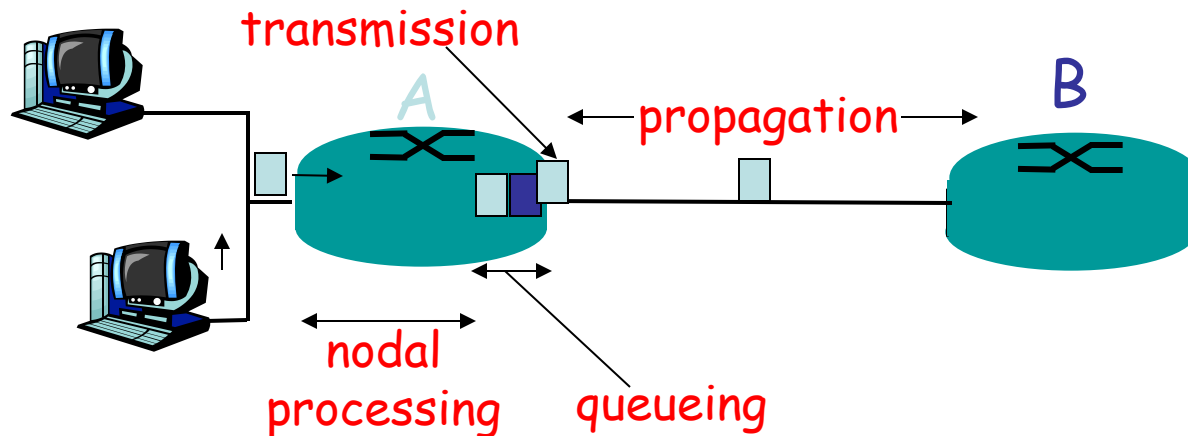 transmission
A
propagation
B
nodal
processing
queueing